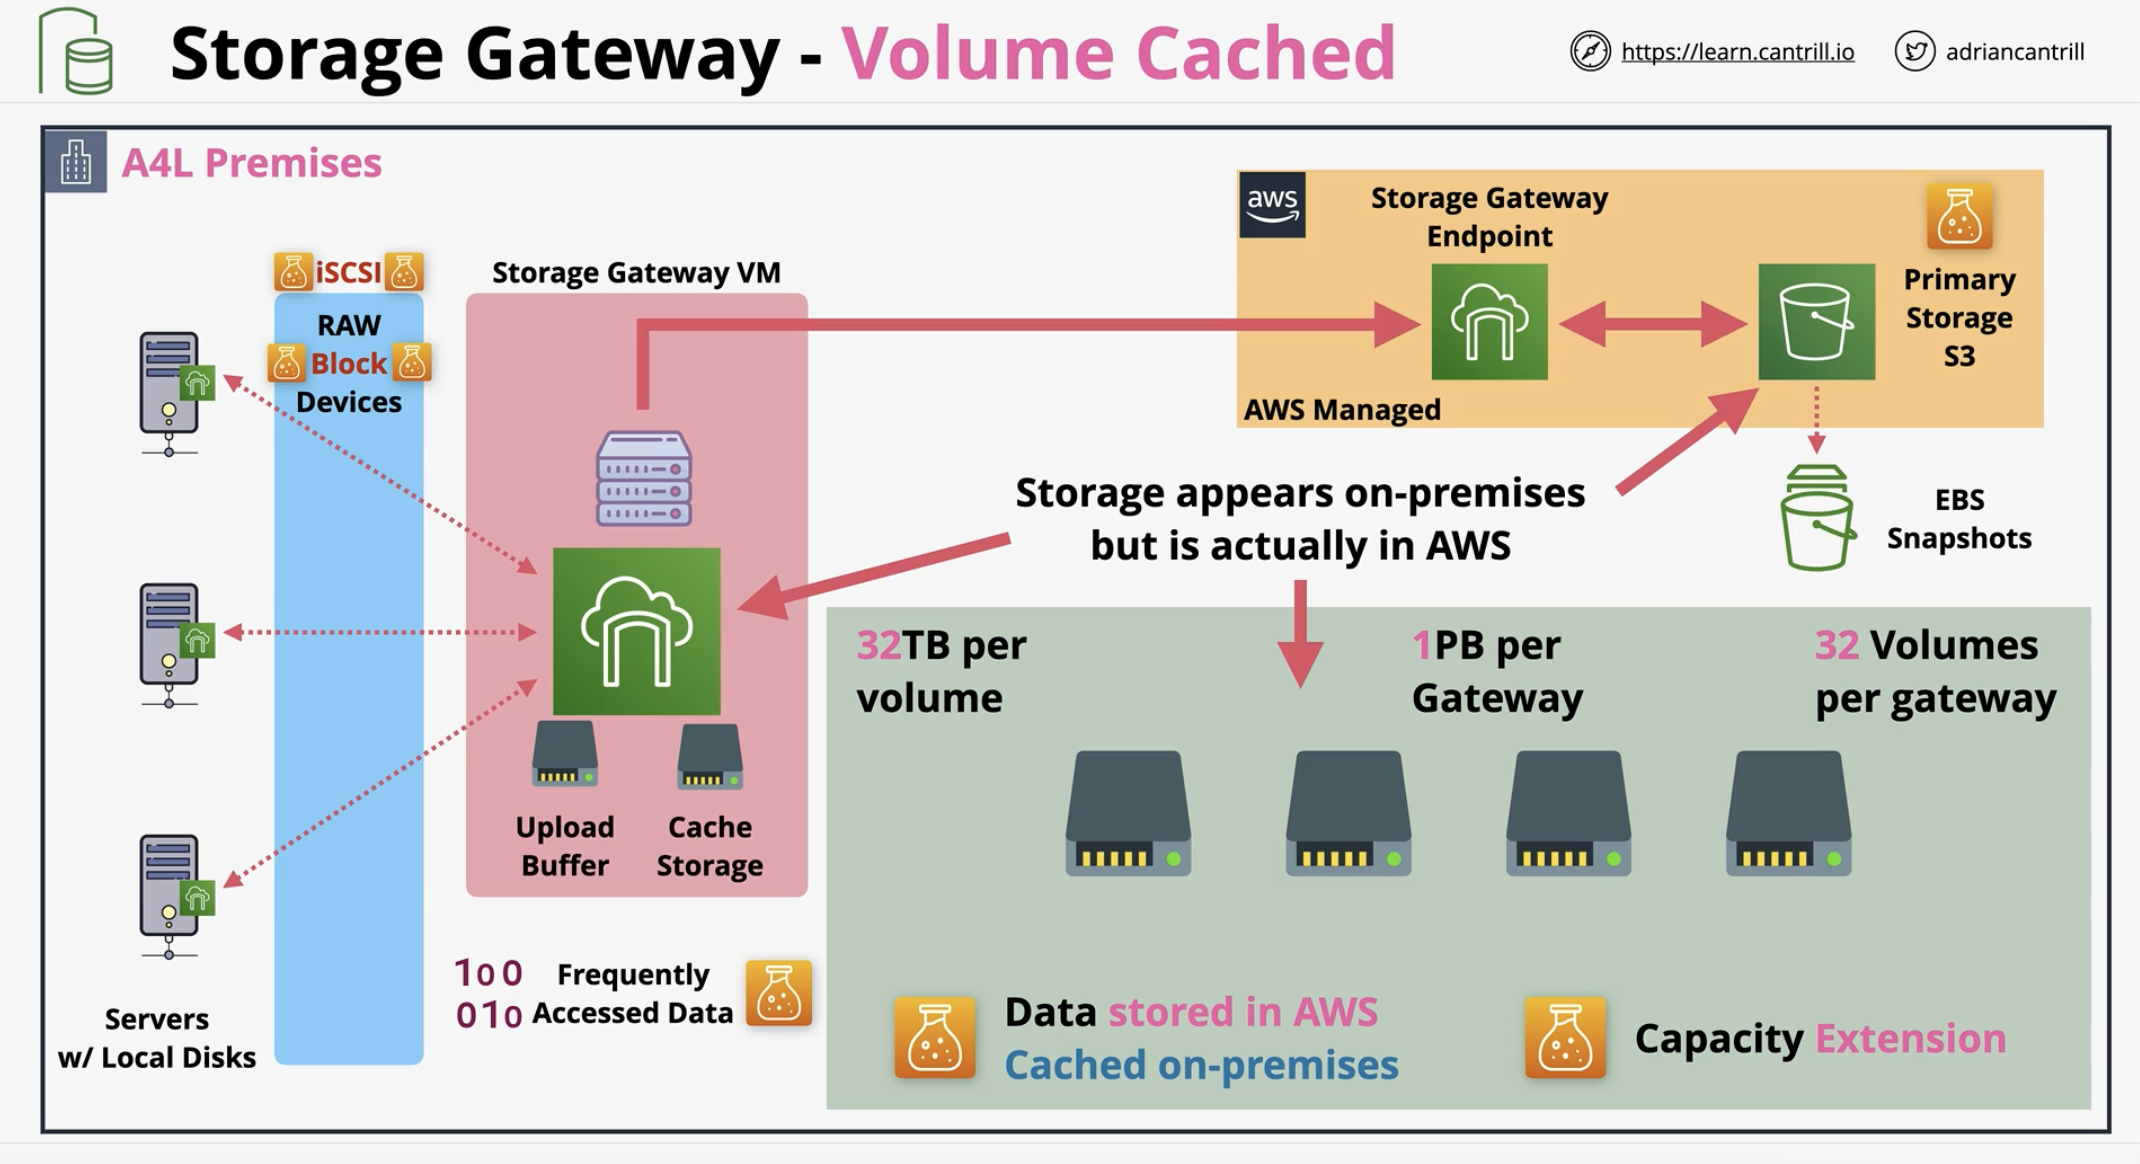 Storage Gateway - Volume Cached
https://learn.cantrill.io
adriancantrill
A4L Premises
iSCSI
RAW
Block
Devices
Storage Gateway VM
aws
Storage Gateway
Endpoint
Primary
Storage
S3
AWS Managed
Storage appears on-premises
but is actually in AWS
EBS
Snapshots
32TB per
volume
1PB per
Gateway
32 Volumes
per gateway
Upload
Buffer
Cache
Storage
100
010
Frequently
Accessed Data
Servers
w/ Local Disks
Data stored in AWS
Cached on-premises
Capacity Extension